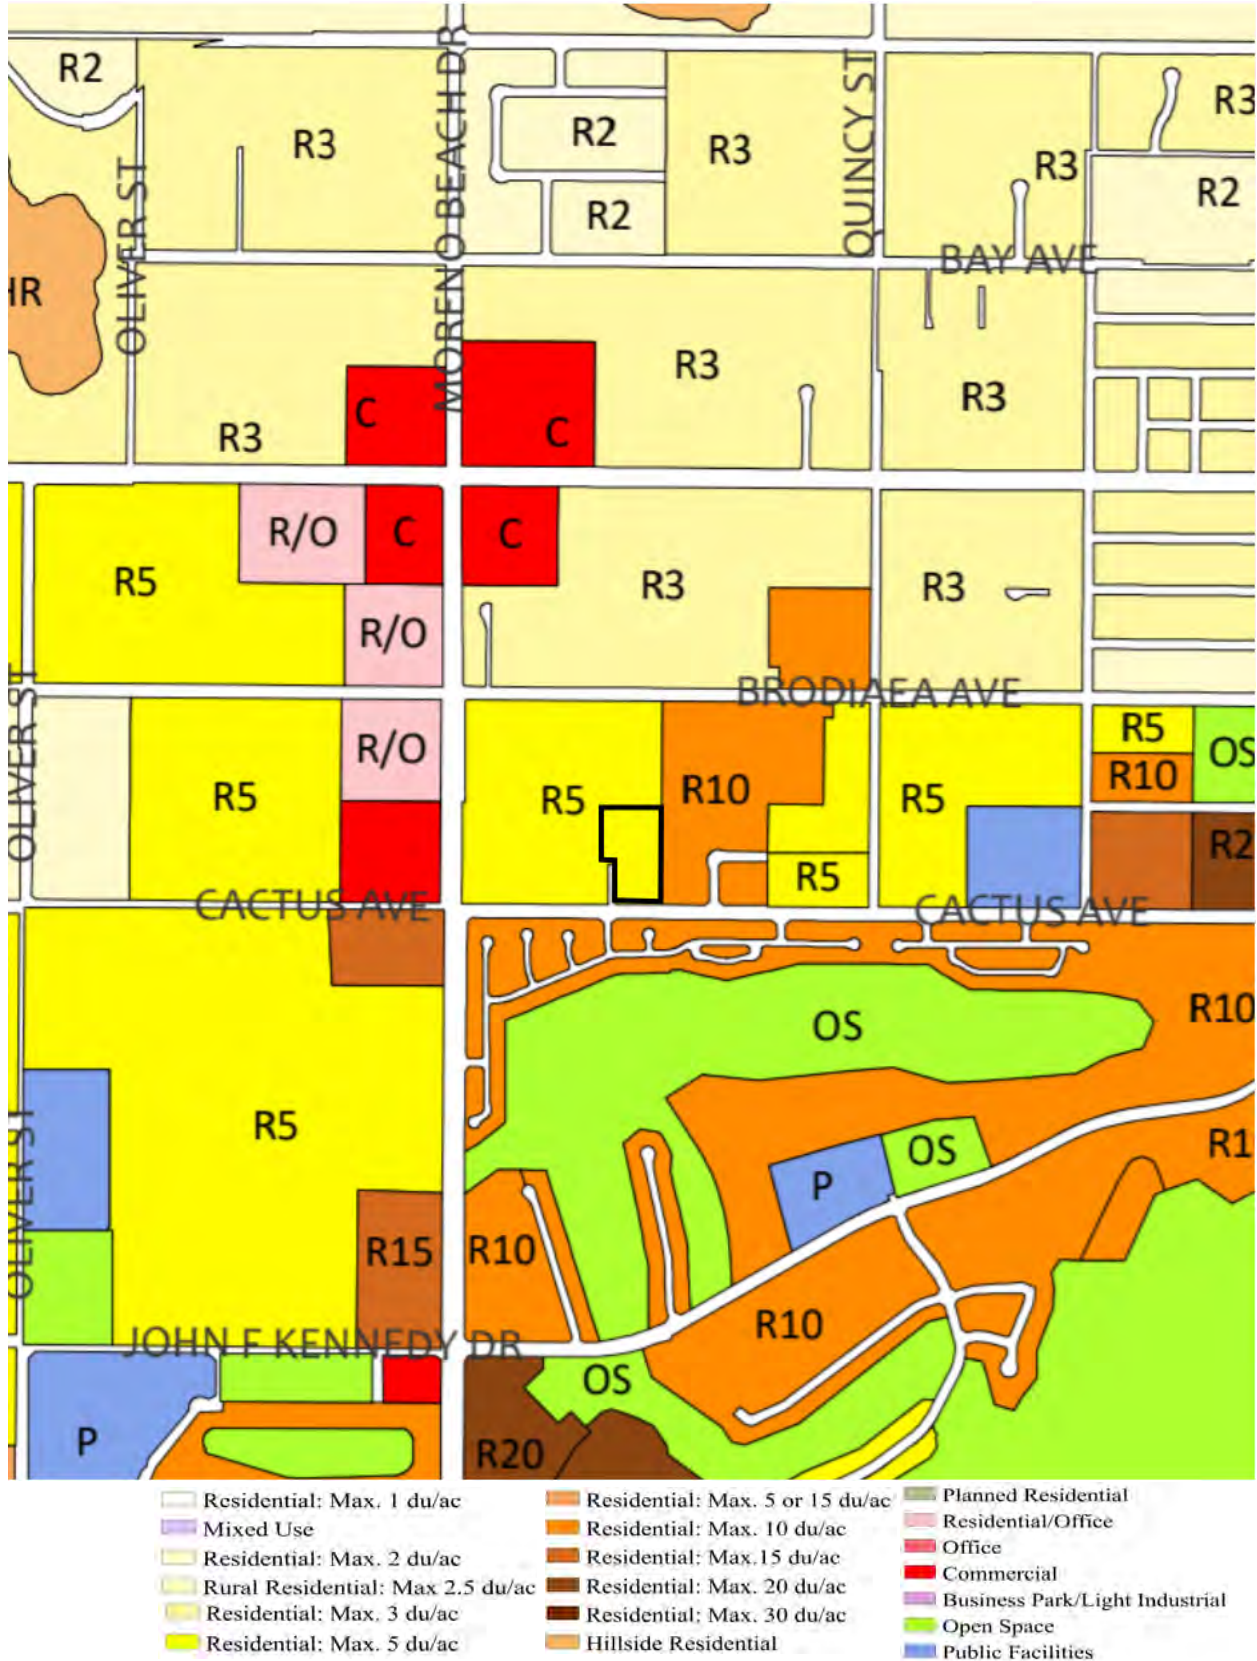 R2
R3
MORENO BEACH DR
R2
R3
QUINCY ST
R3
R3
R2
R2
OLIVER ST
BAY AVE
HR
R3
R3
C
C
R3
R/O
C
C
R5
R3
R3
R/O
OLIVER ST
BRODIAEA AVE
R/O
R5
OS
R5
R5
R10
R5
R10
R2
R5
CACTUS AVE
CACTUS AVE
R10
OS
R5
OLIVER ST
OS
R1
P
R15
R10
R10
JOHN F KENNEDY DR
OS
P
R20
Residential: Max. 1 du/ac
Mixed Use
Residential: Max. 2 du/ac
Rural Residential: Max 2.5 du/ac
Residential: Max. 3 du/ac
Residential: Max. 5 du/ac
Residential: Max. 5 or 15 du/ac
Residential: Max. 10 du/ac
Residential: Max.15 du/ac
Residential: Max. 20 du/ac
Residential: Max. 30 du/ac
Hillside Residential
Planned Residential
Residential/Office
Office
Commercial
Business Park/Light Industrial
Open Space
Public Facilities